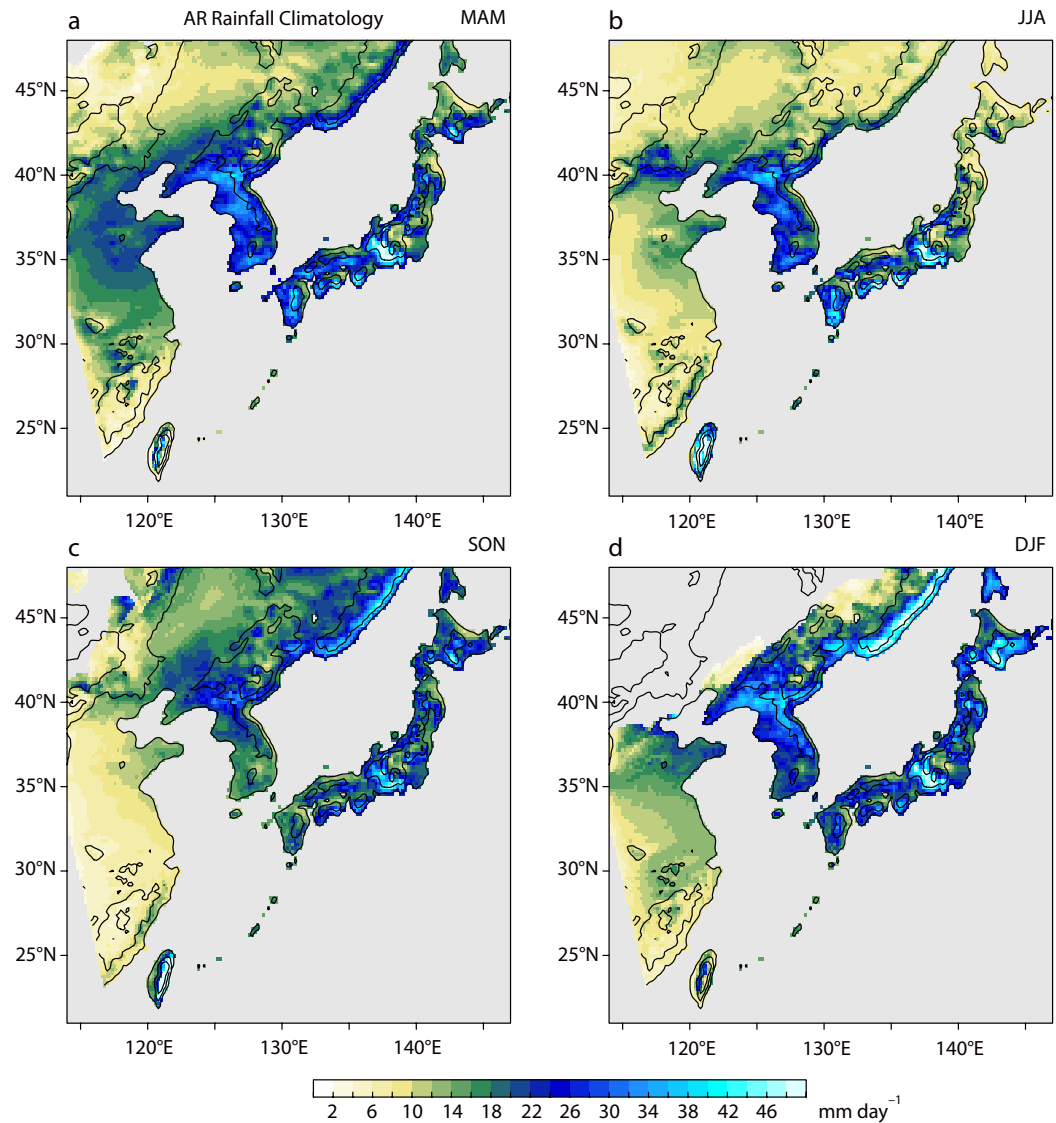 a AR Rainfall Climatology MAM
45°N
40°N
35°N
30°N
25°N
120°E 130°E 140°E
b JJA
45°N
40°N
35°N
30°N
25°N
120°E 130°E 140°E
c SON
45°N
40°N
35°N
30°N
25°N
120°E 130°E 140°E
d DJF
45°N
40°N
35°N
30°N
25°N
120°E 130°E 140°E
2 6 10 14 18 22 26 30 34 38 42 46 mm day⁻¹